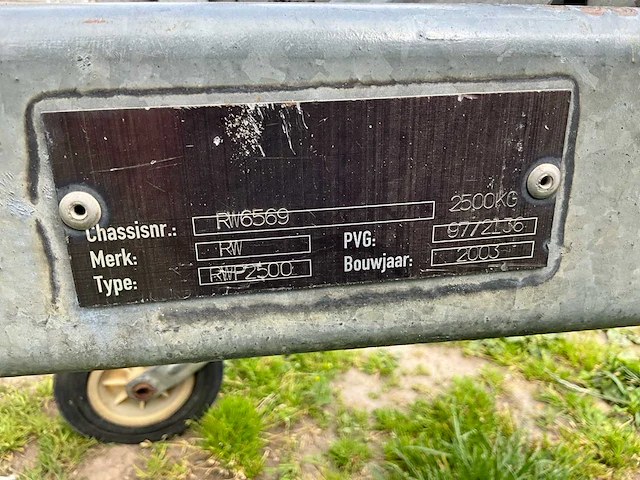 2500KG
Chassisnr.: RW6569
Merk: RW PVG: 9772136
Type: RWP2500 Bouwjaar: 2003